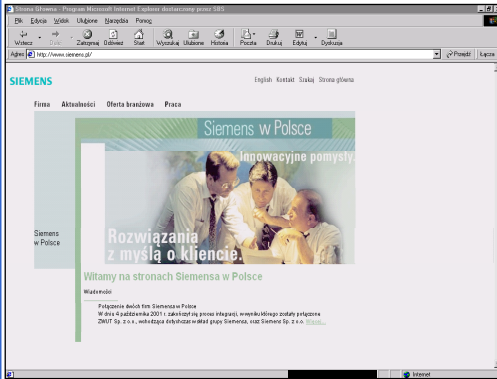 Strona Glowna - Program Microsoft Internet Explorer dostarczony przez SBS
Plik Edycja Widok Ulubione Narzędzia Pomoc
Wstecz Dalej Zatrzymaj Odśwież Start Wyszukaj Ulubione Historia Poczta Drukuj Edytuj Dyskusja
Adres http://www.siemens.pl/ Przejdź Łącza
SIEMENS
English Kontakt Szukaj Strona główna
Firma Aktualności Oferta branżowa Praca
Siemens w Polsce
Innowacyjne pomysły.
Siemens
w Polsce
Rozwiązania
z myślą o kliencie.
Witamy na stronach Siemensa w Polsce
Wiadomości
Połączenie dwóch firm Siemensa w Polsce
W dniu 4 października 2001 r. zakończył się proces integracji, w wyniku którego zostały połączone
ZWUT Sp. z o.o., wchodząca dotychczas w skład grupy Siemensa, oraz Siemens Sp. z o.o. Więcej...
Internet